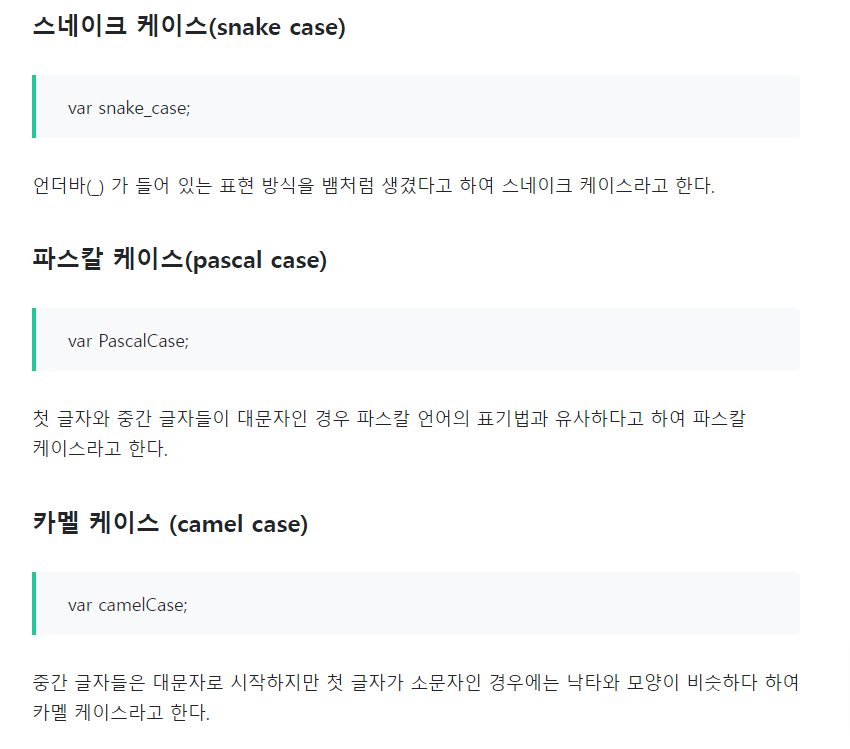 스네이크 케이스(snake case)
var snake_case;
언더바(_) 가 들어 있는 표현 방식을 뱀처럼 생겼다고 하여 스네이크 케이스라고 한다.
파스칼 케이스(pascal case)
var PascalCase;
첫 글자와 중간 글자들이 대문자인 경우 파스칼 언어의 표기법과 유사하다고 하여 파스칼
케이스라고 한다.
카멜 케이스 (camel case)
var camelCase;
중간 글자들은 대문자로 시작하지만 첫 글자가 소문자인 경우에는 낙타와 모양이 비슷하다 하여
카멜 케이스라고 한다.